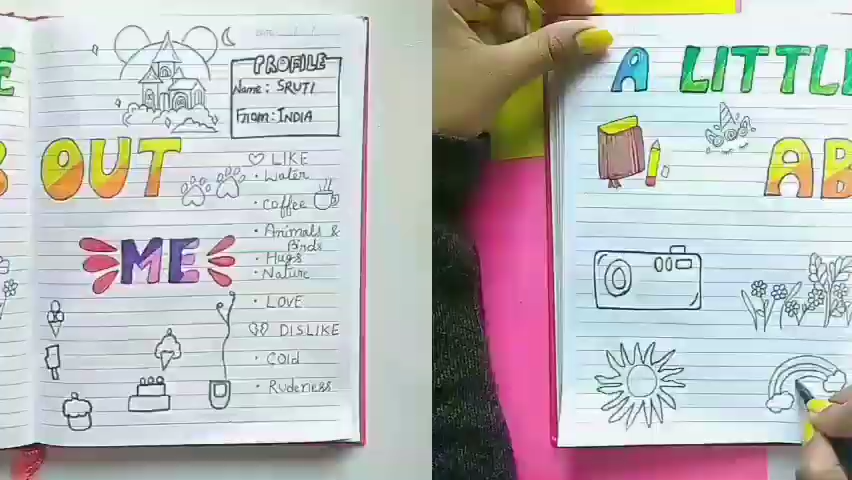 E
PROFILE
Name: SRUTI
From: INDIA
OUT
LIKE
• Water
• coffee
• Animals &
Birds
• Hugs
• Nature
ME
• LOVE
DISLIKE
• Cold
• Rudeness
A LITTLE
AB